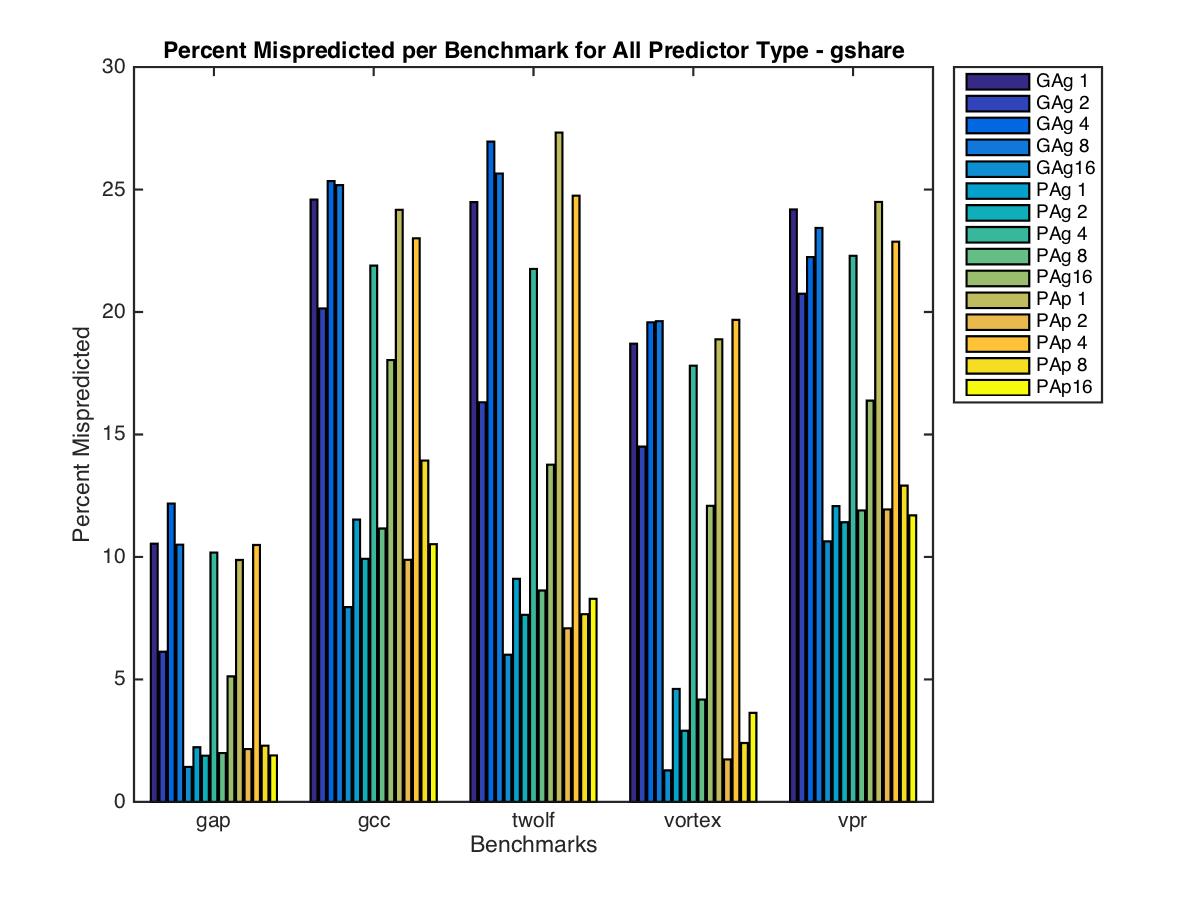 Percent Mispredicted per Benchmark for All Predictor Type - gshare
30
25
20
15
10
5
0
Percent Mispredicted
gap
gcc
twolf
vortex
vpr
Benchmarks
GAg 1
GAg 2
GAg 4
GAg 8
GAg16
PAg 1
PAg 2
PAg 4
PAg 8
PAg16
PAp 1
PAp 2
PAp 4
PAp 8
PAp16